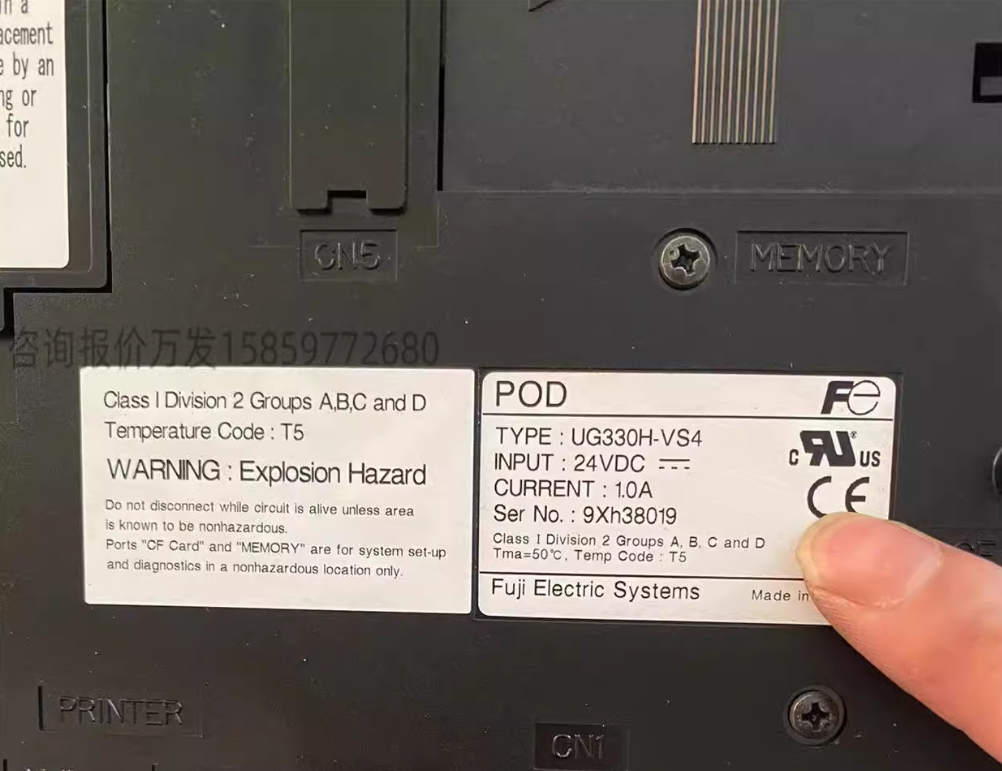 in a
acement
e by an
ng or
for
sed.
CN5
MEMORY
咨询报价万发15859772680
Class I Division 2 Groups A,B,C and D
Temperature Code : T5
WARNING : Explosion Hazard
Do not disconnect while circuit is alive unless area
is known to be nonhazardous.
Ports "CF Card" and "MEMORY" are for system set-up
and diagnostics in a nonhazardous location only.
POD
Fe
TYPE : UG330H-VS4
INPUT : 24VDC
CURRENT : 1.0A
Ser No. : 9Xh38019
C RU ® US
CE
Class I Division 2 Groups A, B, C and D
Tma=50℃, Temp Code : T5
Fuji Electric Systems
Made in
PRINTER
CN1